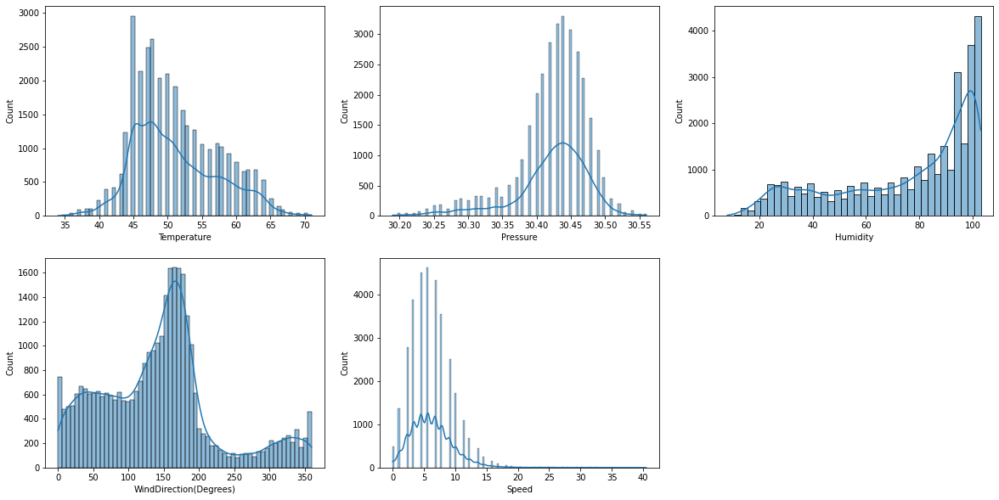 3000
2500
2000
1500
1000
500
0
Count
35 40 45 50 55 60 65 70
Temperature
3000
2500
2000
1500
1000
500
0
Count
30.20 30.25 30.30 30.35 30.40 30.45 30.50 30.55
Pressure
4000
3000
2000
1000
0
Count
20 40 60 80 100
Humidity
1600
1400
1200
1000
800
600
400
200
0
Count
0 50 100 150 200 250 300 350
WindDirection(Degrees)
4000
3000
2000
1000
0
Count
0 5 10 15 20 25 30 35 40
Speed